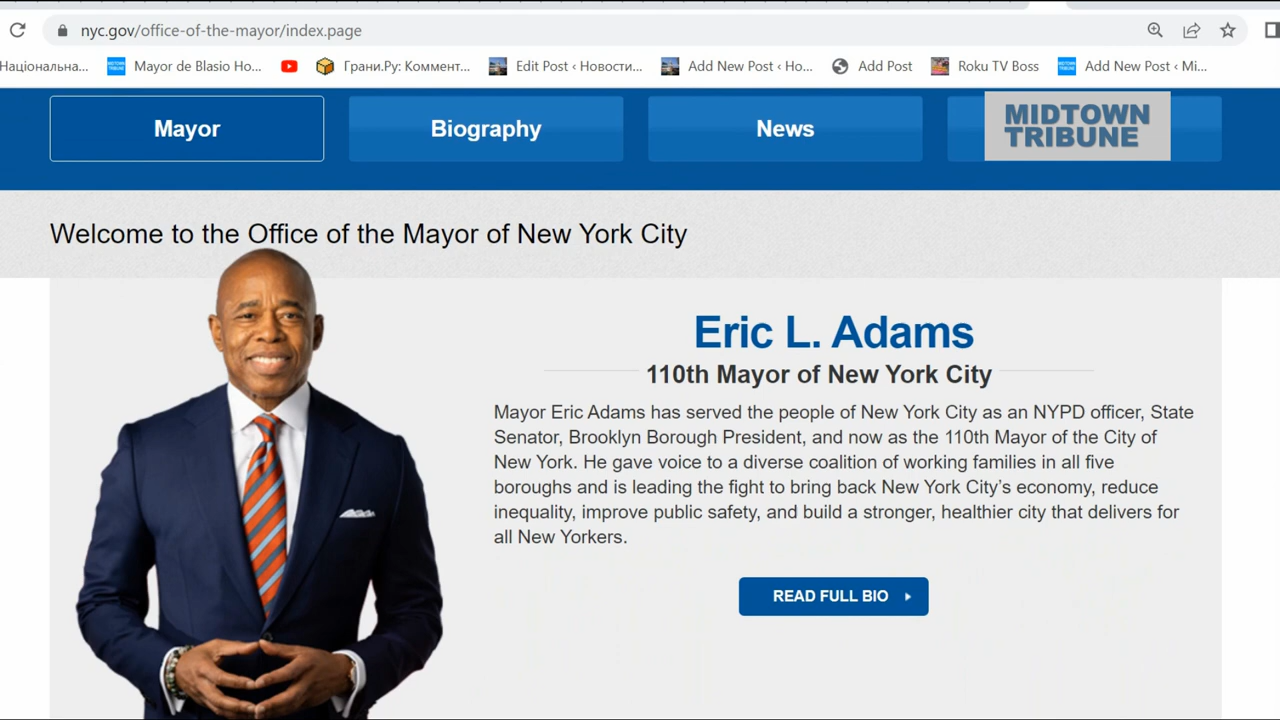 nyc.gov/office-of-the-mayor/index.page
Національна... Mayor de Blasio Ho... Грани.Ру: Коммент... Edit Post ‹ Новости... Add New Post ‹ Но... Add Post Roku TV Boss Add New Post ‹ Mi...
Mayor Biography News
MIDTOWN
TRIBUNE
Welcome to the Office of the Mayor of New York City
Eric L. Adams
110th Mayor of New York City
Mayor Eric Adams has served the people of New York City as an NYPD officer, State
Senator, Brooklyn Borough President, and now as the 110th Mayor of the City of
New York. He gave voice to a diverse coalition of working families in all five
boroughs and is leading the fight to bring back New York City’s economy, reduce
inequality, improve public safety, and build a stronger, healthier city that delivers for
all New Yorkers.
READ FULL BIO